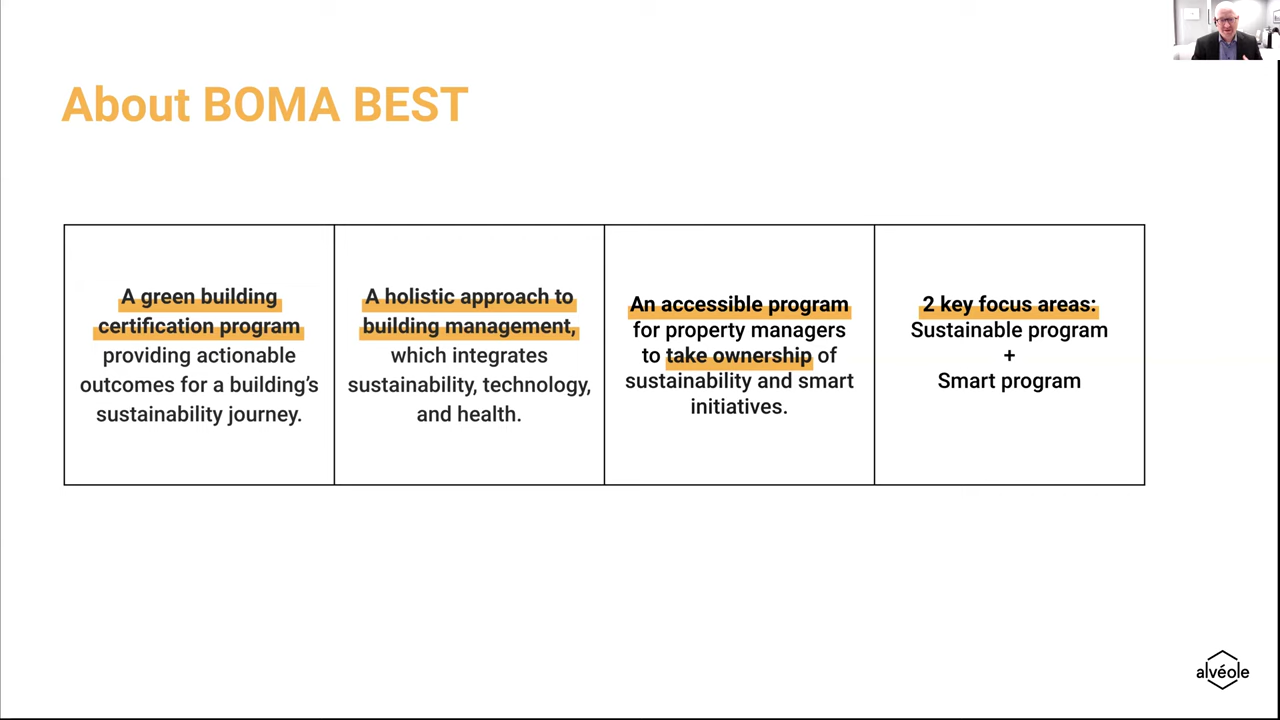 About BOMA BEST
A green building
certification program
providing actionable
outcomes for a building’s
sustainability journey.
A holistic approach to
building management,
which integrates
sustainability, technology,
and health.
An accessible program
for property managers
to take ownership of
sustainability and smart
initiatives.
2 key focus areas:
Sustainable program
+
Smart program
alvéole